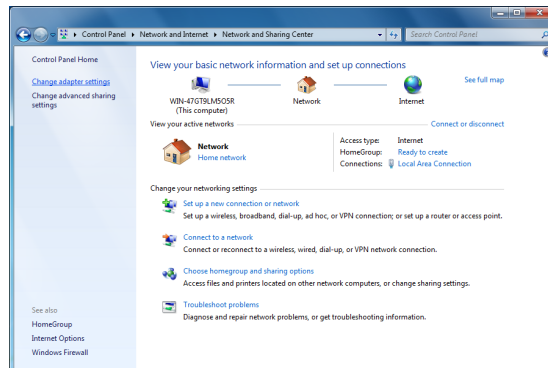 Control Panel ▸ Network and Internet ▸ Network and Sharing Center
Search Control Panel
Control Panel Home
Change adapter settings
Change advanced sharing
settings
See also
HomeGroup
Internet Options
Windows Firewall
View your basic network information and set up connections
See full map
WIN-47GT9LM5O5R
(This computer)
Network
Internet
View your active networks
Connect or disconnect
Network
Home network
Access type: Internet
HomeGroup: Ready to create
Connections: Local Area Connection
Change your networking settings
Set up a new connection or network
Set up a wireless, broadband, dial-up, ad hoc, or VPN connection; or set up a router or access point.
Connect to a network
Connect or reconnect to a wireless, wired, dial-up, or VPN network connection.
Choose homegroup and sharing options
Access files and printers located on other network computers, or change sharing settings.
Troubleshoot problems
Diagnose and repair network problems, or get troubleshooting information.